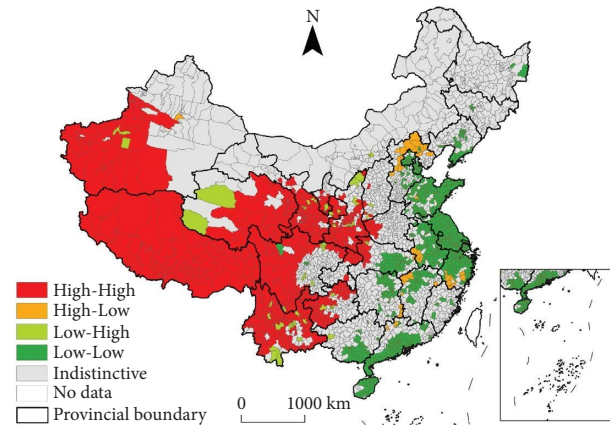 N
High-High
High-Low
Low-High
Low-Low
Indistinctive
No data
Provincial boundary
0 1000 km